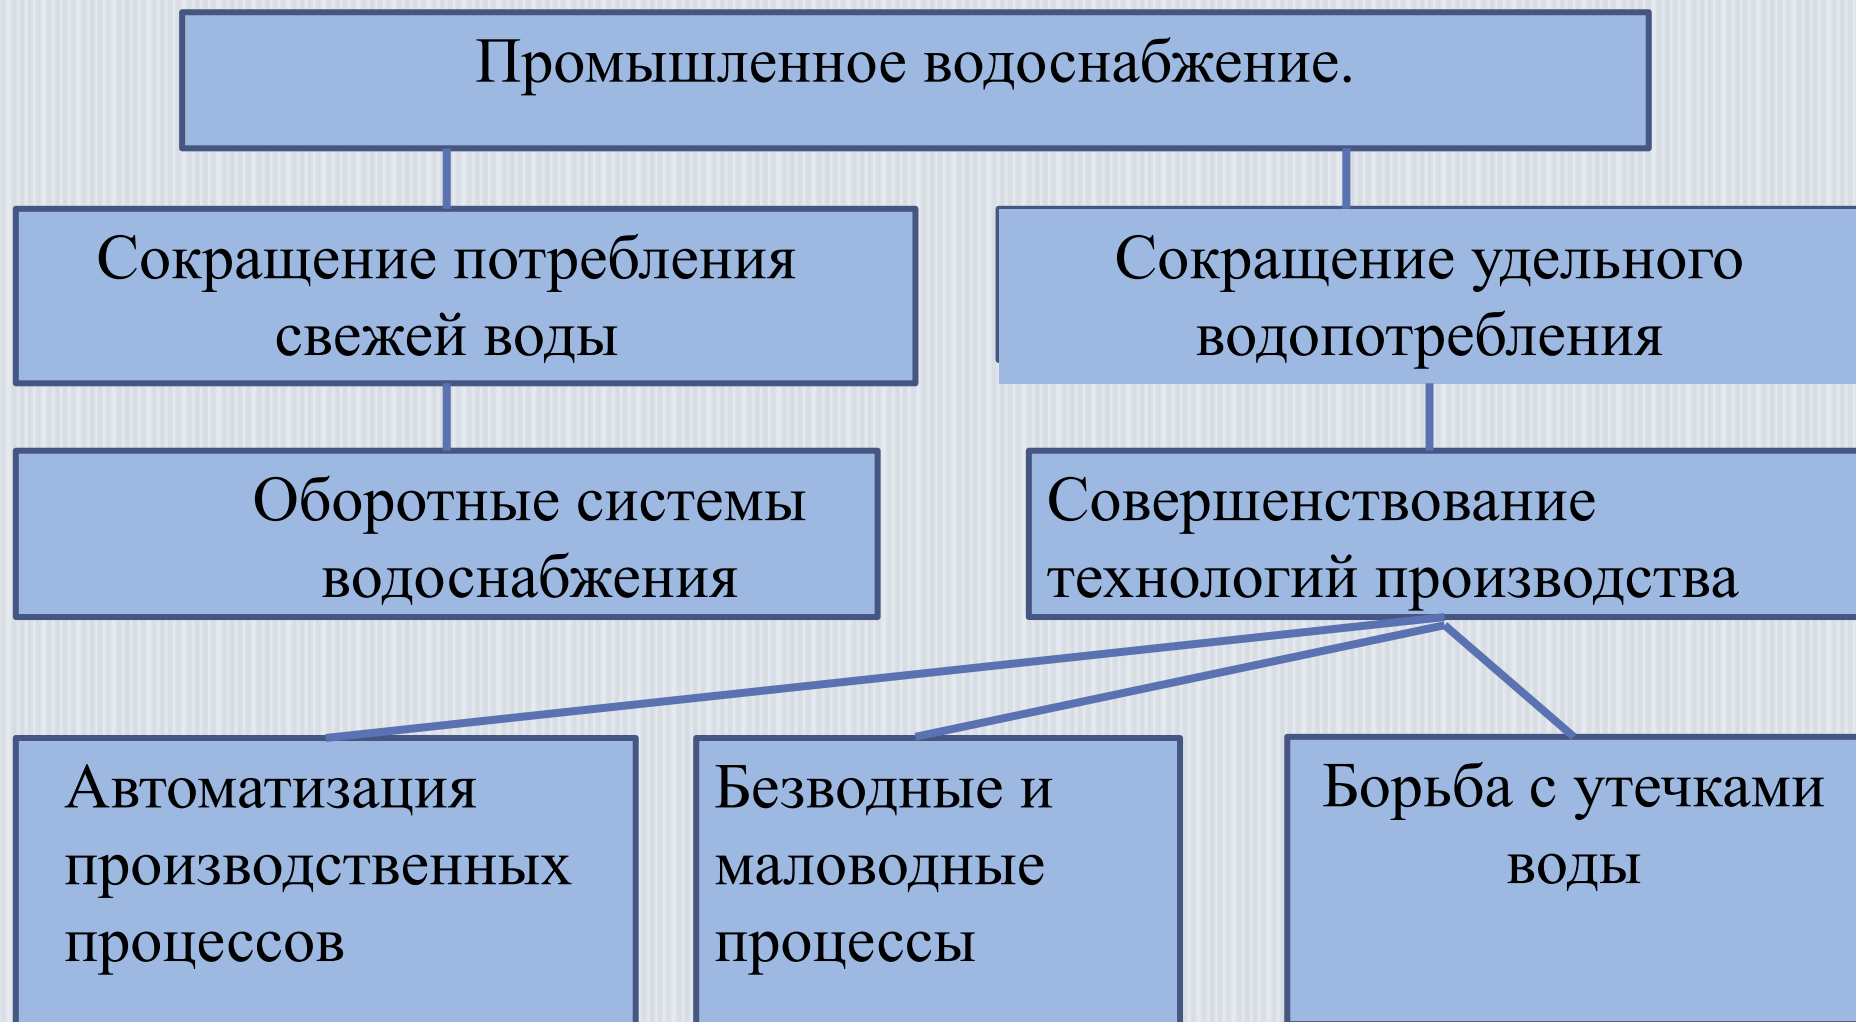 Промышленное водоснабжение.
Сокращение потребления
свежей воды
Сокращение удельного
водопотребления
Оборотные системы
водоснабжения
Совершенствование
технологий производства
Автоматизация
производственных
процессов
Безводные и
маловодные
процессы
Борьба с утечками
воды